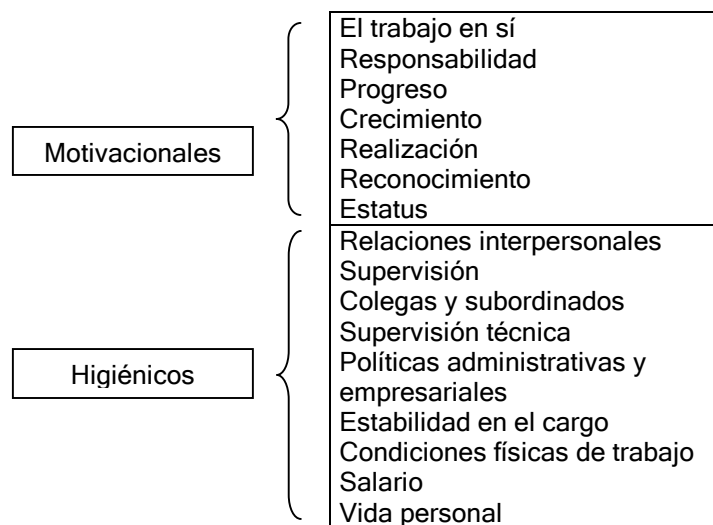 Motivacionales
El trabajo en sí
Responsabilidad
Progreso
Crecimiento
Realización
Reconocimiento
Estatus
Higiénicos
Relaciones interpersonales
Supervisión
Colegas y subordinados
Supervisión técnica
Políticas administrativas y
empresariales
Estabilidad en el cargo
Condiciones físicas de trabajo
Salario
Vida personal